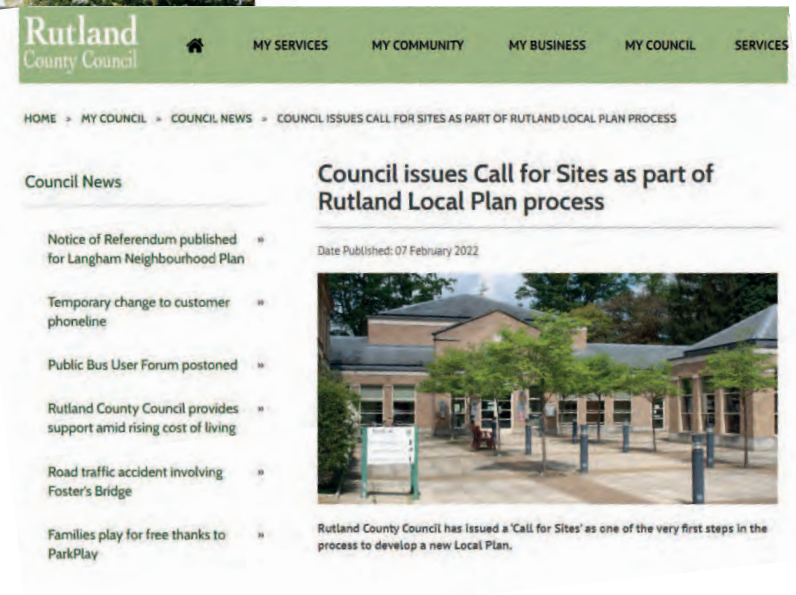 Rutland
County Council
MY SERVICES MY COMMUNITY MY BUSINESS MY COUNCIL SERVICES
HOME » MY COUNCIL » COUNCIL NEWS » COUNCIL ISSUES CALL FOR SITES AS PART OF RUTLAND LOCAL PLAN PROCESS
Council News
Notice of Referendum published »
for Langham Neighbourhood Plan
Temporary change to customer »
phoneline
Public Bus User Forum postoned »
Rutland County Council provides »
support amid rising cost of living
Road traffic accident involving »
Foster's Bridge
Families play for free thanks to »
ParkPlay
Council issues Call for Sites as part of
Rutland Local Plan process
Date Published: 07 February 2022
Rutland County Council has issued a 'Call for Sites' as one of the very first steps in the
process to develop a new Local Plan.